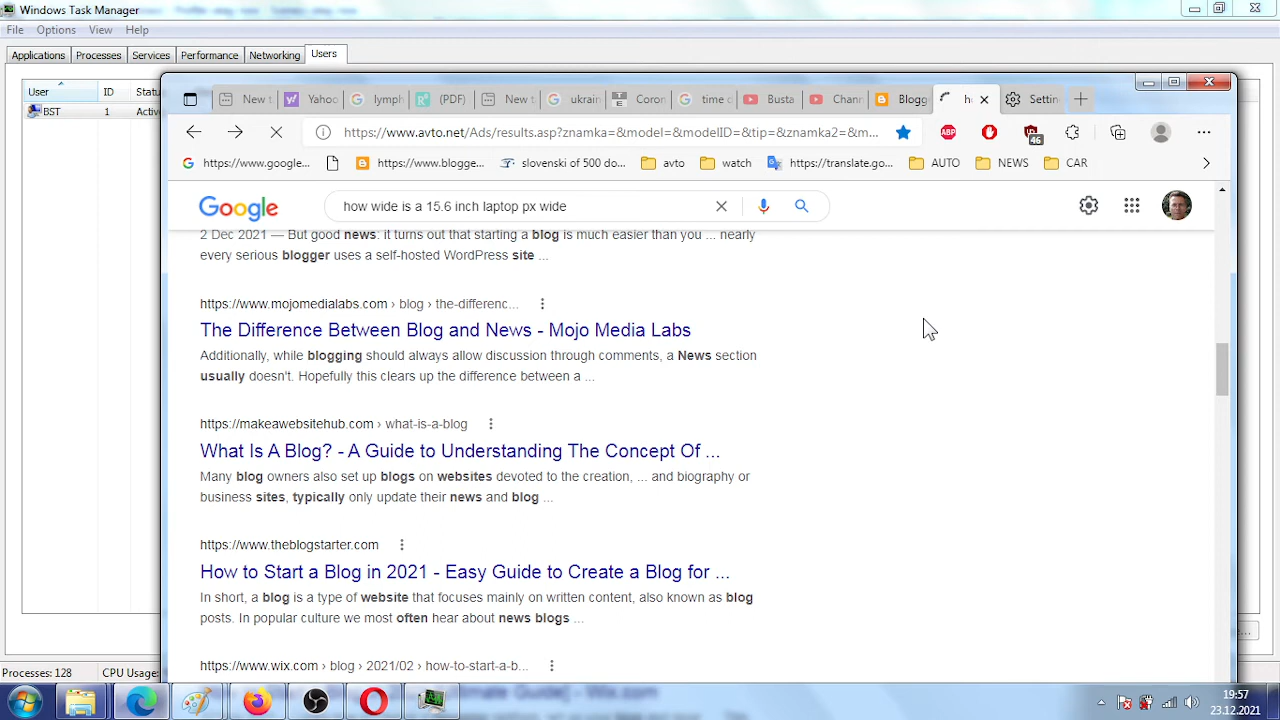 Windows Task Manager
File Options View Help
Applications Processes Services Performance Networking Users
User ID Statu
BST 1 Active
New t Yahoo lymph (PDF) New t ukrain Coron time Busta Chann Blogg h Settin
https://www.avto.net/Ads/results.asp?znamka=&model=&modelID=&tip=&znamka2=&m...
ABP 46
https://www.google... https://www.blogge... slovenski of 500 do... avto watch https://translate.go... AUTO NEWS CAR
Google how wide is a 15.6 inch laptop px wide
2 Dec 2021 — But good news: it turns out that starting a blog is much easier than you ... nearly
every serious blogger uses a self-hosted WordPress site ...
https://www.mojomedialabs.com › blog › the-differenc...
The Difference Between Blog and News - Mojo Media Labs
Additionally, while blogging should always allow discussion through comments, a News section
usually doesn't. Hopefully this clears up the difference between a ...
https://makeawebsitehub.com › what-is-a-blog
What Is A Blog? - A Guide to Understanding The Concept Of ...
Many blog owners also set up blogs on websites devoted to the creation, ... and biography or
business sites, typically only update their news and blog ...
https://www.theblogstarter.com
How to Start a Blog in 2021 - Easy Guide to Create a Blog for ...
In short, a blog is a type of website that focuses mainly on written content, also known as blog
posts. In popular culture we most often hear about news blogs ...
https://www.wix.com › blog › 2021/02 › how-to-start-a-b...
Processes: 128 CPU Usage:
19:57
23.12.2021